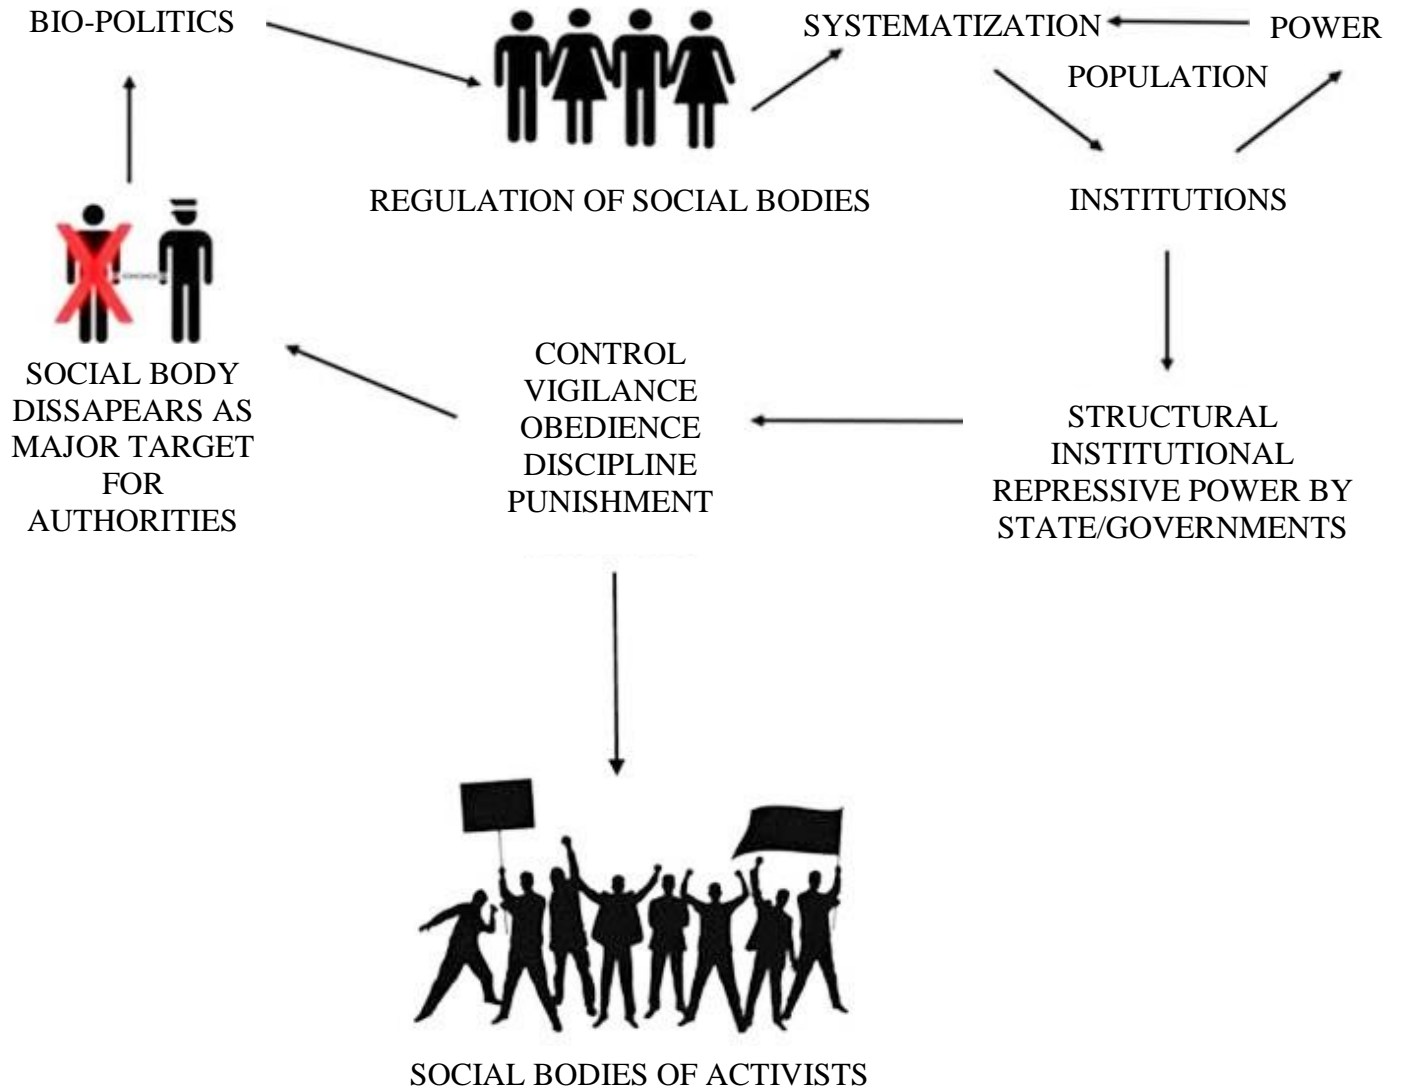 BIO-POLITICS
SYSTEMATIZATION
POWER
POPULATION
REGULATION OF SOCIAL BODIES
INSTITUTIONS
SOCIAL BODY
DISSAPEARS AS
MAJOR TARGET
FOR
AUTHORITIES
CONTROL
VIGILANCE
OBEDIENCE
DISCIPLINE
PUNISHMENT
STRUCTURAL
INSTITUTIONAL
REPRESSIVE POWER BY
STATE/GOVERNMENTS
SOCIAL BODIES OF ACTIVISTS